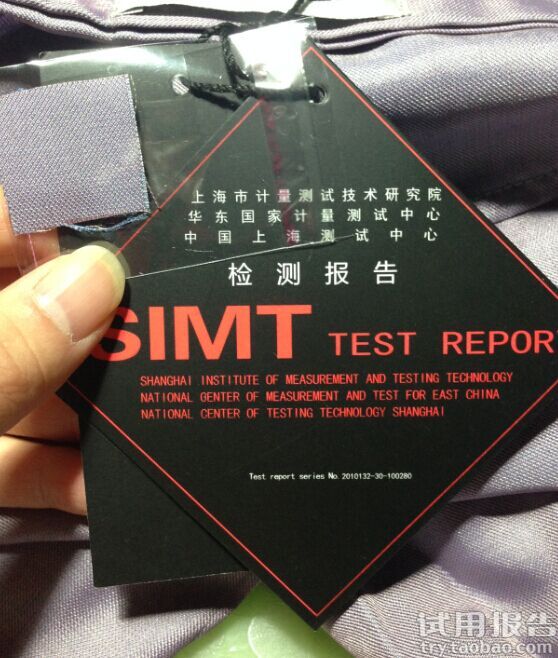 上海市计量测试技术研究院
华东国家计量测试中心
中国上海测试中心
检测报告
SIMT TEST REPOR
SHANGHAI INSTITUTE OF MEASUREMENT AND TESTING TECHNOLOGY
NATIONAL GENTER OF MEASUREMENT AND TEST FOR EAST CHINA
NATIONAL CENGER OF TESTING TECHNOLOGY SHANGHAI
Test report series No. 2010132-30-100280
试用报告
try.taobao.com